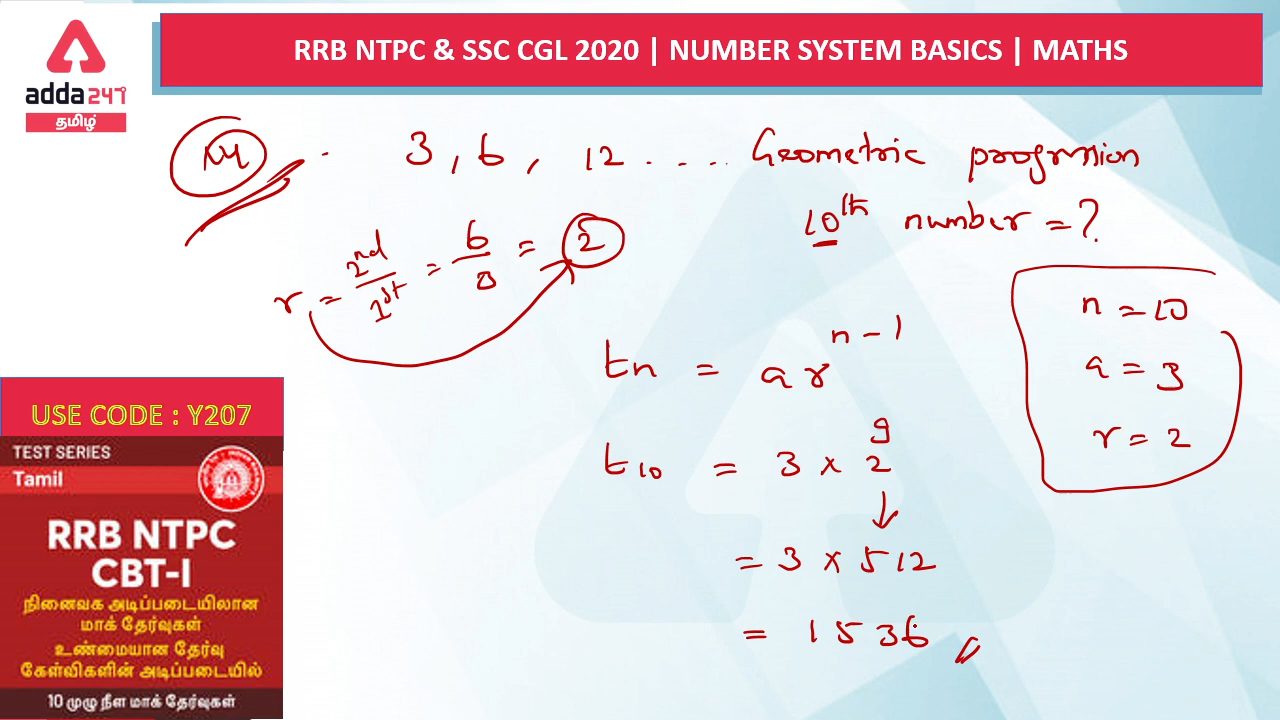 RRB NTPC & SSC CGL 2020 | NUMBER SYSTEM BASICS | MATHS
adda247
தமிழ்
3, 6, 12 .... Geometric progression
10th number = ?
r = 2nd/1st = 6/3 = 2
n = 10
a = 3
r = 2
tn = ar^(n-1)
t10 = 3 × 2^9
= 3 × 512
= 1536
USE CODE : Y207
TEST SERIES
Tamil
RRB NTPC
CBT-I
நினைவக அடிப்படையிலான
மாக் தேர்வுகள்
உண்மையான தேர்வு
கேள்விகளின் அடிப்படையில்
10 முழு நீள மாக் தேர்வுகள்